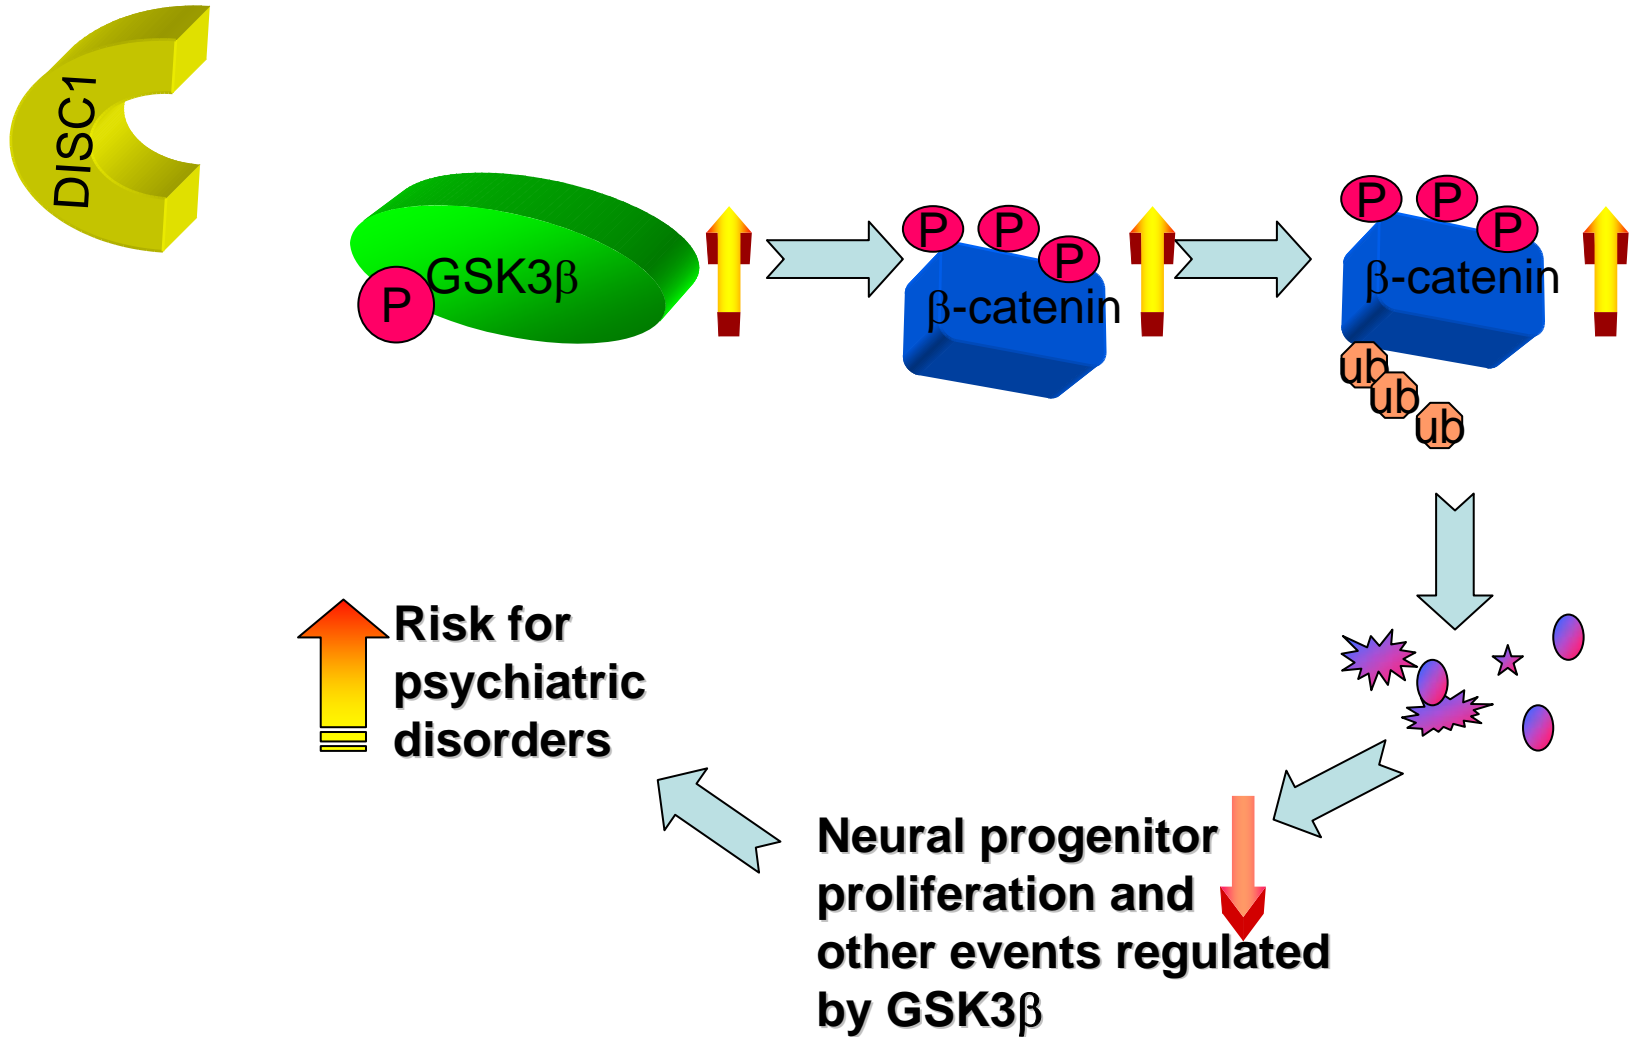 DISC1
P
GSK3β
P
P
P
β-catenin
P
P
P
β-catenin
ub
ub
ub
Risk for
psychiatric
disorders
Neural progenitor
proliferation and
other events regulated
by GSK3β